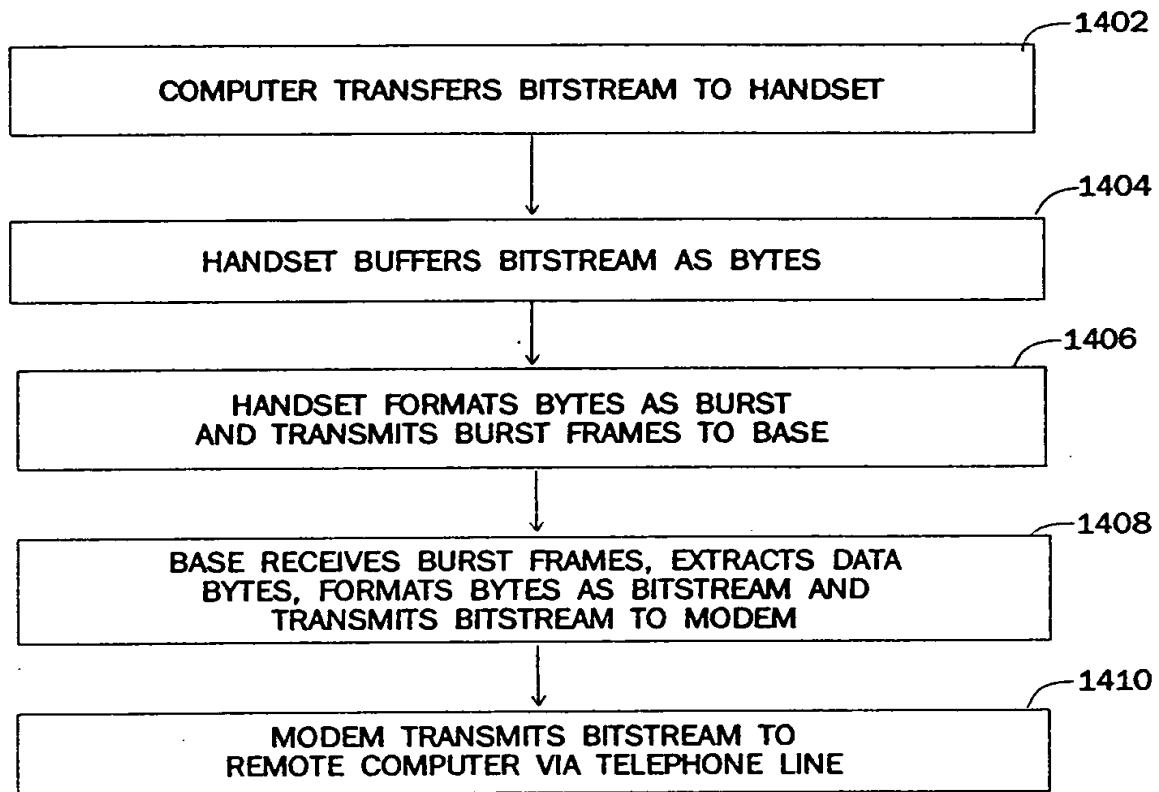 1402
COMPUTER TRANSFERS BITSTREAM TO HANDSET
1404
HANDSET BUFFERS BITSTREAM AS BYTES
1406
HANDSET FORMATS BYTES AS BURST
AND TRANSMITS BURST FRAMES TO BASE
1408
BASE RECEIVES BURST FRAMES, EXTRACTS DATA
BYTES, FORMATS BYTES AS BITSTREAM AND
TRANSMITS BITSTREAM TO MODEM
1410
MODEM TRANSMITS BITSTREAM TO
REMOTE COMPUTER VIA TELEPHONE LINE